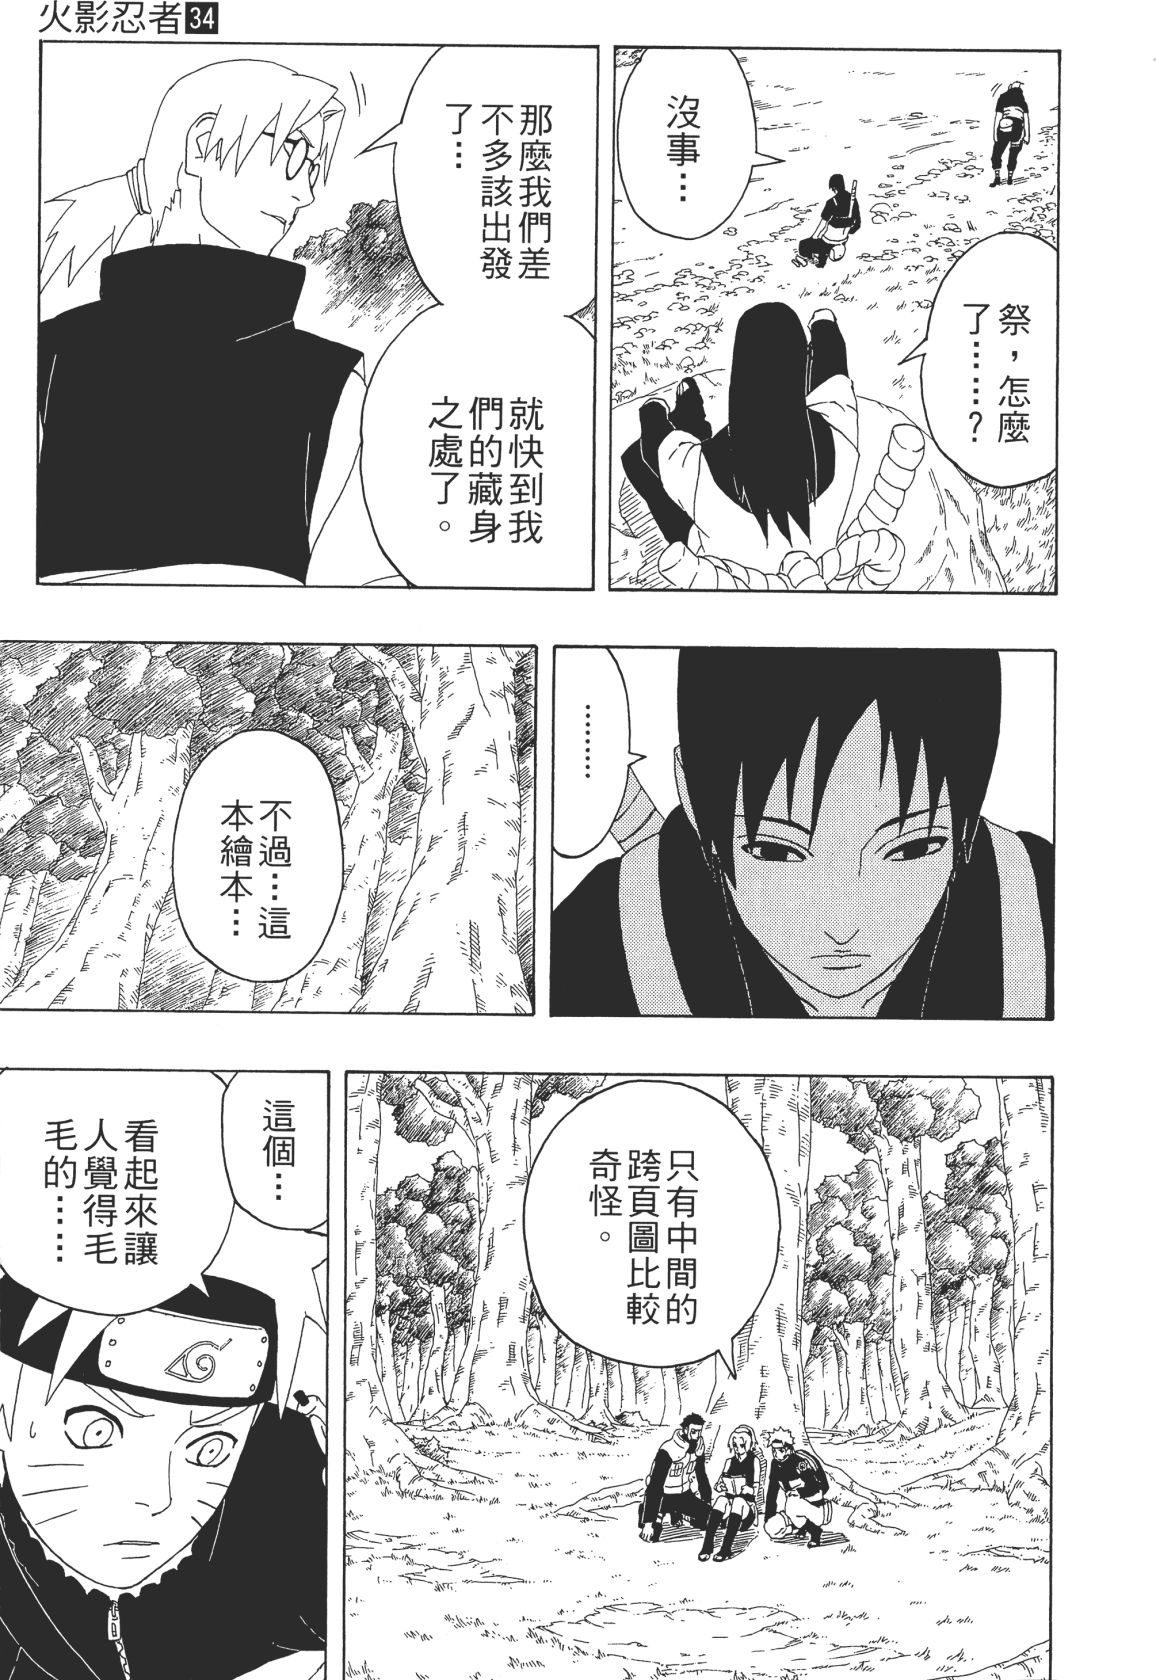 火影忍者34
祭，怎麼
了……？
沒事…
那麼我們差
不多該出發
了…
就快到我
們的藏身
之處了。
………
不過…這
本繪本…
只有中間的
跨頁圖比較
奇怪。
這個…
看起來讓
人覺得毛
毛的……